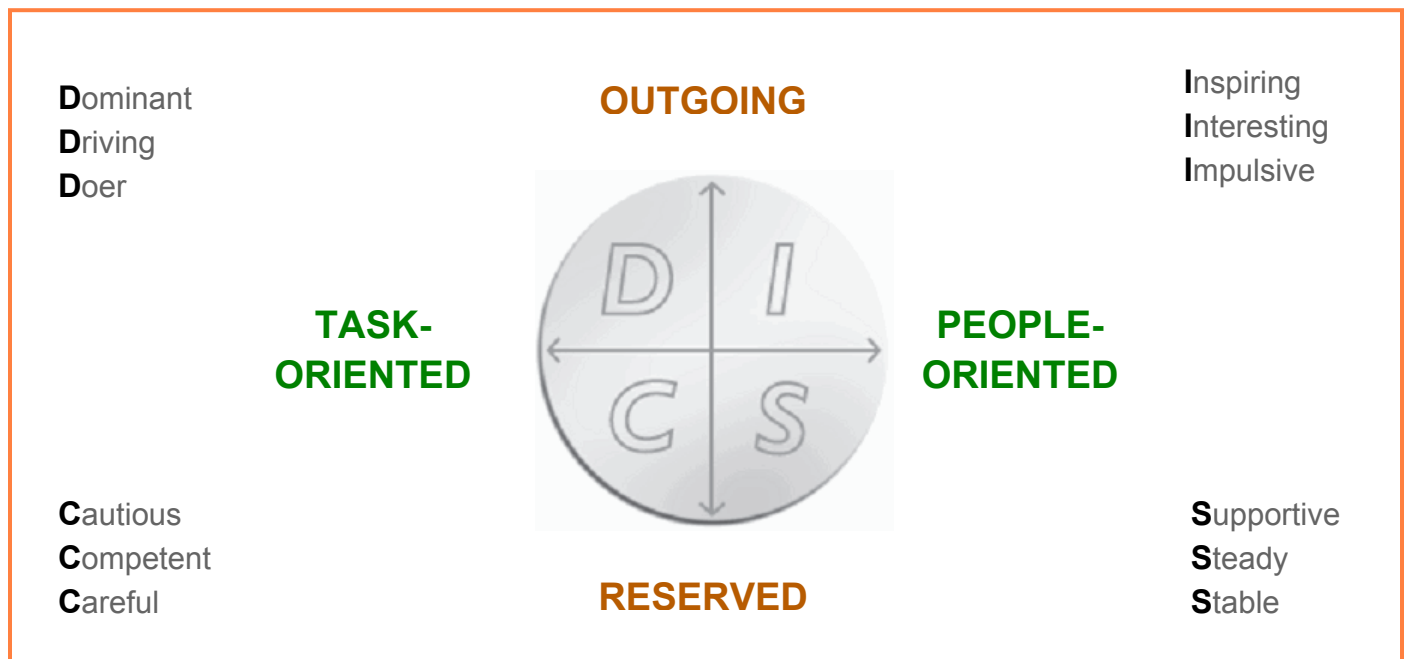 Dominant
Driving
Doer
OUTGOING
Inspiring
Interesting
Impulsive
TASK-
ORIENTED
D I
C S
PEOPLE-
ORIENTED
Cautious
Competent
Careful
RESERVED
Supportive
Steady
Stable